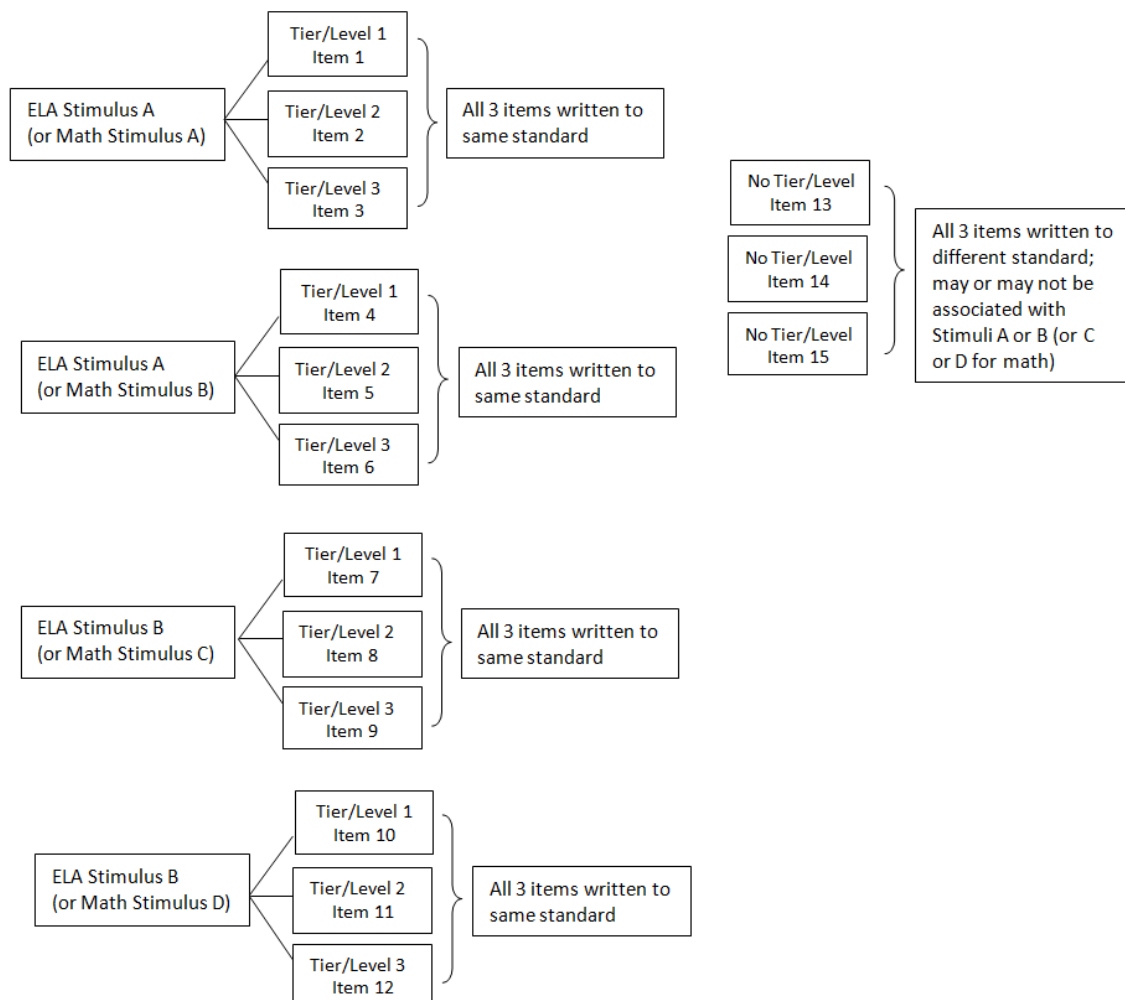 ELA Stimulus A
(or Math Stimulus A)
Tier/Level 1
Item 1
Tier/Level 2
Item 2
Tier/Level 3
Item 3
All 3 items written to
same standard
ELA Stimulus A
(or Math Stimulus B)
Tier/Level 1
Item 4
Tier/Level 2
Item 5
Tier/Level 3
Item 6
All 3 items written to
same standard
ELA Stimulus B
(or Math Stimulus C)
Tier/Level 1
Item 7
Tier/Level 2
Item 8
Tier/Level 3
Item 9
All 3 items written to
same standard
ELA Stimulus B
(or Math Stimulus D)
Tier/Level 1
Item 10
Tier/Level 2
Item 11
Tier/Level 3
Item 12
All 3 items written to
same standard
No Tier/Level
Item 13
No Tier/Level
Item 14
No Tier/Level
Item 15
All 3 items written to
different standard;
may or may not be
associated with
Stimuli A or B (or C
or D for math)